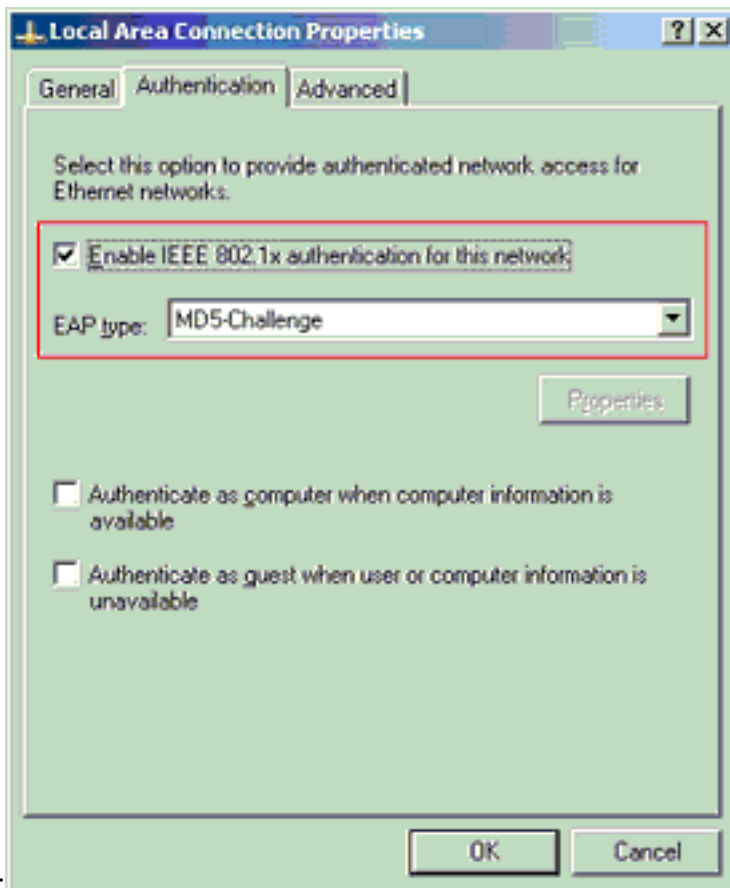 Local Area Connection Properties
General Authentication Advanced
Select this option to provide authenticated network access for
Ethernet networks.
Enable IEEE 802.1x authentication for this network
EAP type: MD5-Challenge
Properties
Authenticate as computer when computer information is
available
Authenticate as guest when user or computer information is
unavailable
OK Cancel